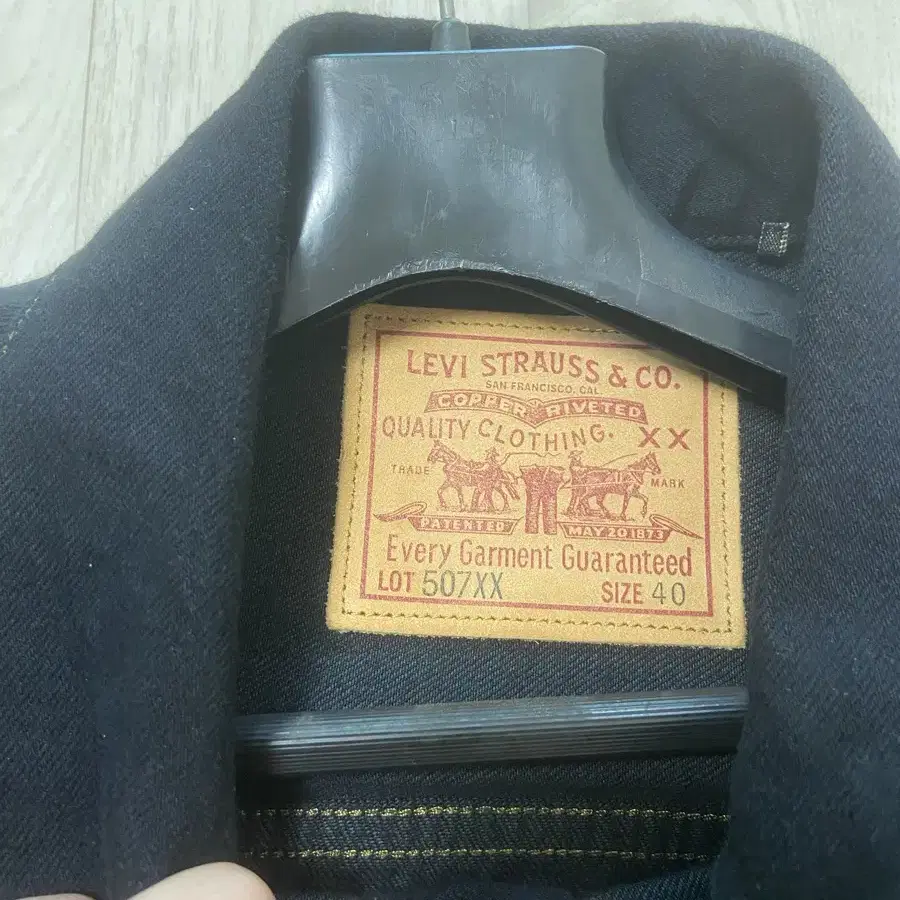 LEVI STRAUSS & CO.
SAN FRANCISCO. CAL
COPPER RIVETED
QUALITY CLOTHING. XX
TRADE MARK
PATENTED MAY 20 1873
Every Garment Guaranteed
LOT 507XX SIZE 40